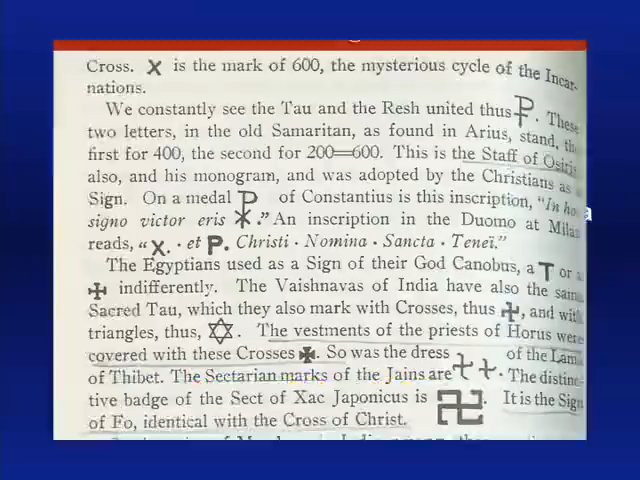 Cross. X is the mark of 600, the mysterious cycle of the Incar-
nations.
We constantly see the Tau and the Resh united thus ⳨. These
two letters, in the old Samaritan, as found in Arius, stand, the
first for 400, the second for 200=600. This is the Staff of Osiris
also, and his monogram, and was adopted by the Christians as a
Sign. On a medal ⳨ of Constantius is this inscription, "In ho
signo victor eris ." An inscription in the Duomo at Milan
reads, "X. · et P. Christi · Nomina · Sancta · Teneï."
The Egyptians used as a Sign of their God Canobus, a T or a
✠ indifferently. The Vaishnavas of India have also the same
Sacred Tau, which they also mark with Crosses, thus 卐, and with
triangles, thus, ✡. The vestments of the priests of Horus were
covered with these Crosses ✠. So was the dress of the Lama
of Thibet. The Sectarian marks of the Jains are . The distinc-
tive badge of the Sect of Xac Japonicus is 卍. It is the Sign
of Fo, identical with the Cross of Christ.